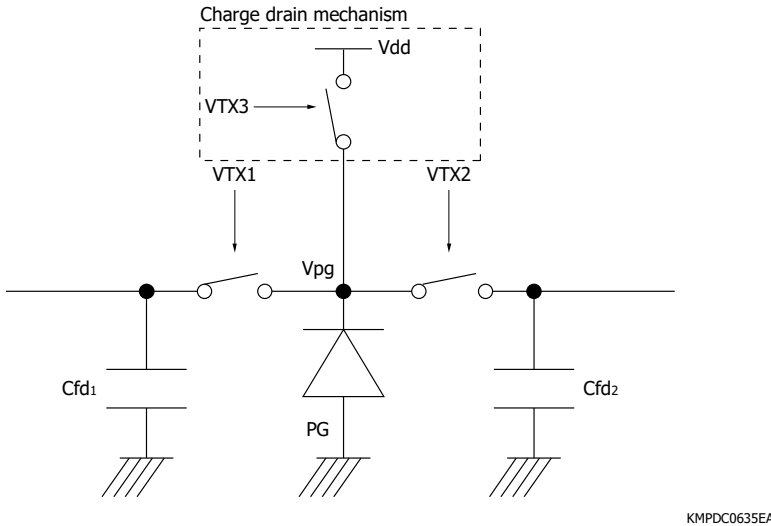 Charge drain mechanism
Vdd
VTX3
VTX1
VTX2
Vpg
Cfd1
Cfd2
PG
KMPDC0635EA